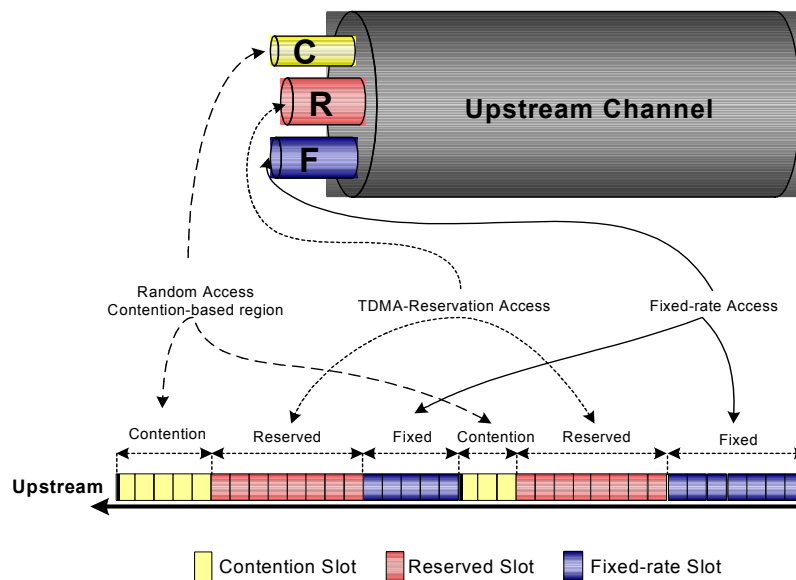 C
R
F
Upstream Channel
Random Access
Contention-based region
TDMA-Reservation Access
Fixed-rate Access
Contention
Reserved
Fixed
Contention
Reserved
Fixed
Upstream
Contention Slot
Reserved Slot
Fixed-rate Slot